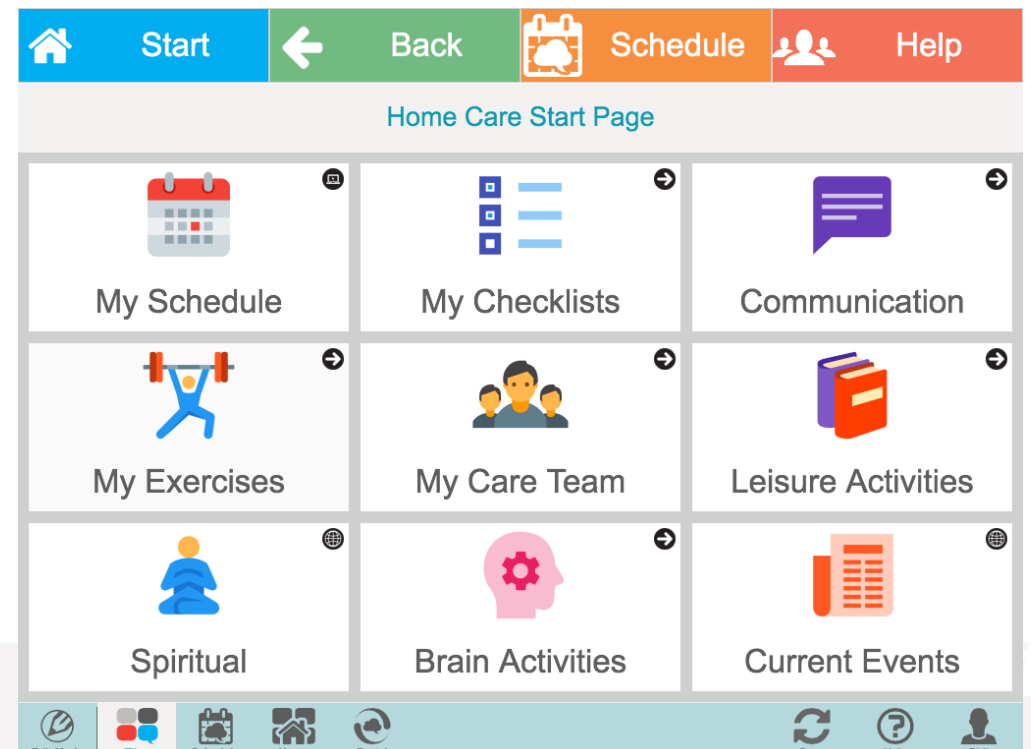 Start Back Schedule Help
Home Care Start Page
My Schedule My Checklists Communication
My Exercises My Care Team Leisure Activities
Spiritual Brain Activities Current Events